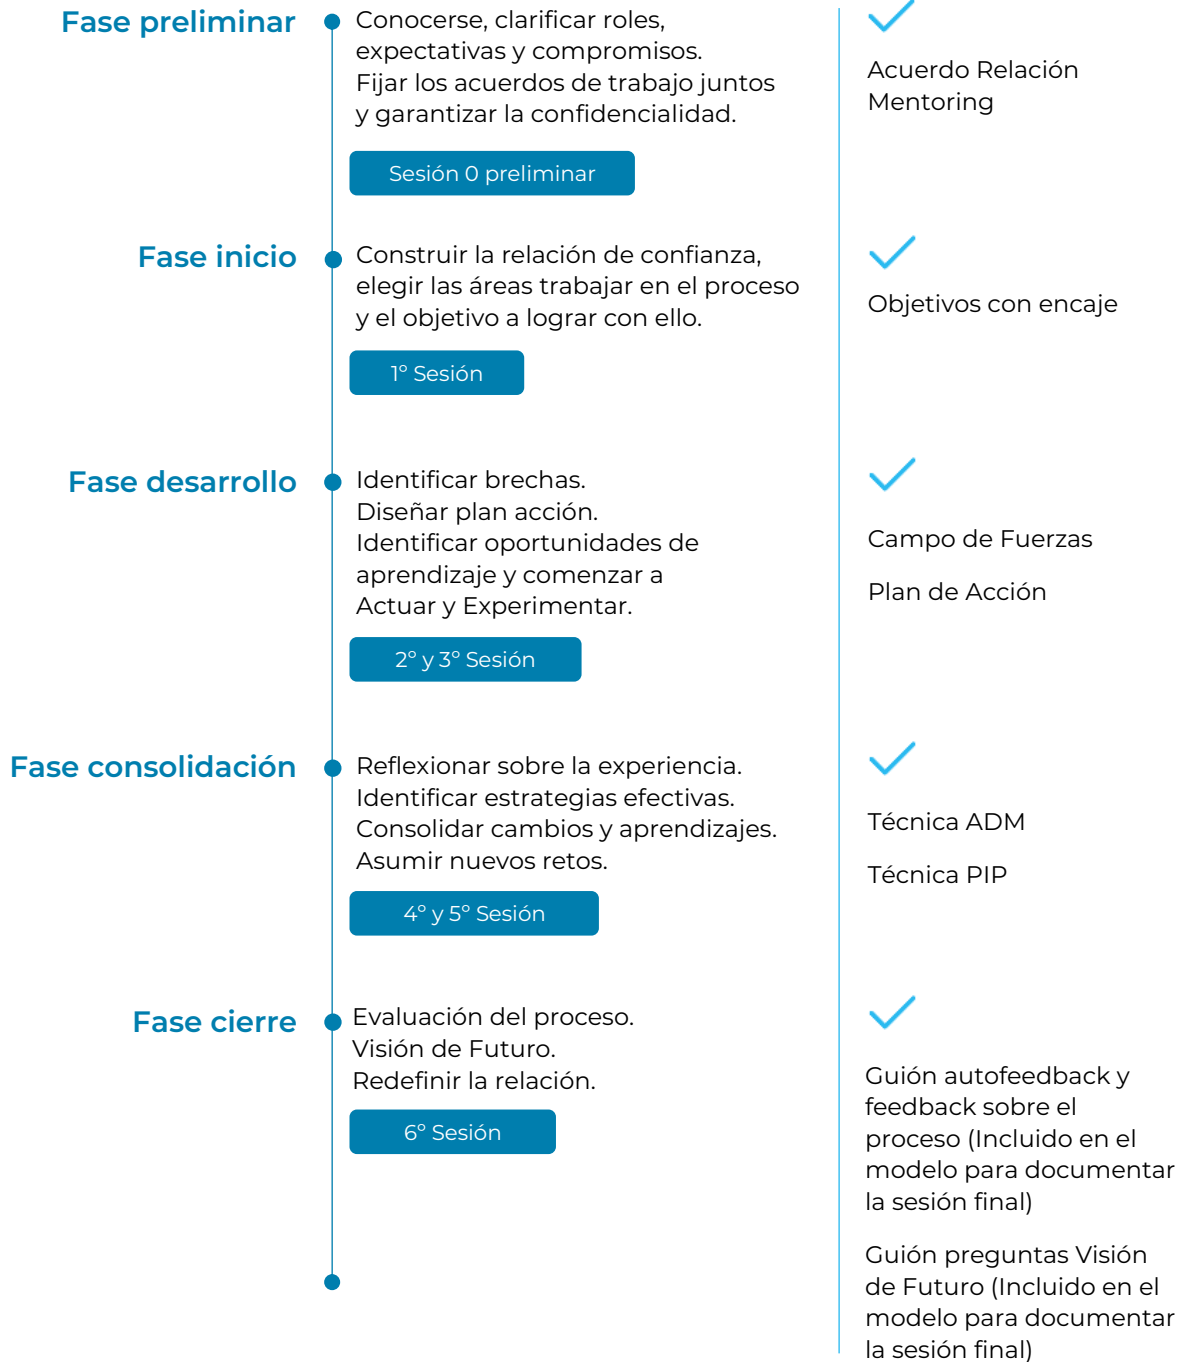 Fase preliminar
Conocerse, clarificar roles,
expectativas y compromisos.
Fijar los acuerdos de trabajo juntos
y garantizar la confidencialidad.
Sesión 0 preliminar
Acuerdo Relación
Mentoring
Fase inicio
Construir la relación de confianza,
elegir las áreas trabajar en el proceso
y el objetivo a lograr con ello.
1º Sesión
Objetivos con encaje
Fase desarrollo
Identificar brechas.
Diseñar plan acción.
Identificar oportunidades de
aprendizaje y comenzar a
Actuar y Experimentar.
2º y 3º Sesión
Campo de Fuerzas
Plan de Acción
Fase consolidación
Reflexionar sobre la experiencia.
Identificar estrategias efectivas.
Consolidar cambios y aprendizajes.
Asumir nuevos retos.
4º y 5º Sesión
Técnica ADM
Técnica PIP
Fase cierre
Evaluación del proceso.
Visión de Futuro.
Redefinir la relación.
6º Sesión
Guión autofeedback y
feedback sobre el
proceso (Incluido en el
modelo para documentar
la sesión final)
Guión preguntas Visión
de Futuro (Incluido en el
modelo para documentar
la sesión final)